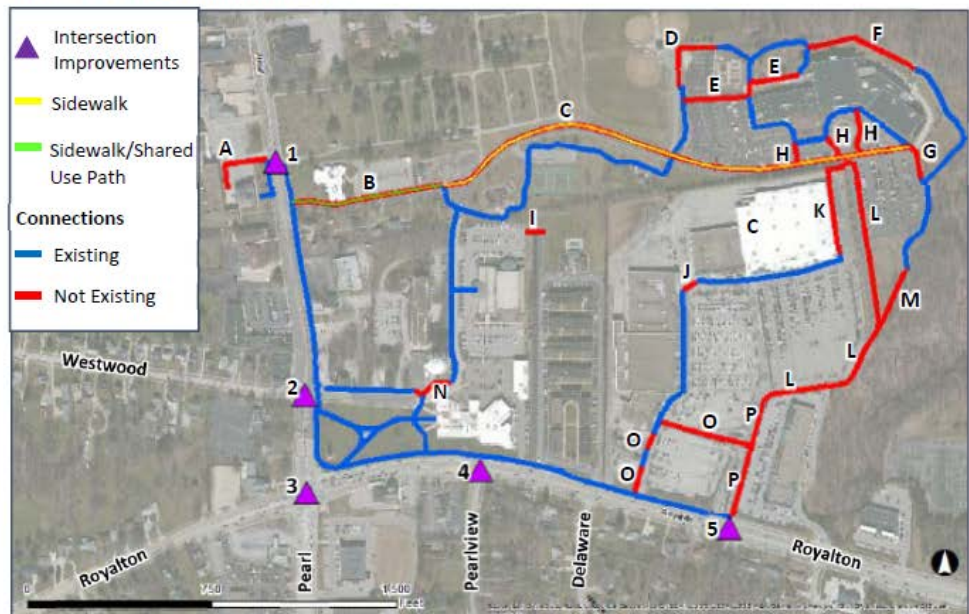 Intersection
Improvements
Sidewalk
Sidewalk/Shared
Use Path
Connections
Existing
Not Existing
D
F
E
E
C
A
1
H
H
H
G
B
I
C
K
L
J
M
Westwood
2
N
L
L
P
O
O
O
P
4
3
5
Royalton
Pearl
Pearlview
Delaware
Royalton
0
750
1,500
Feet